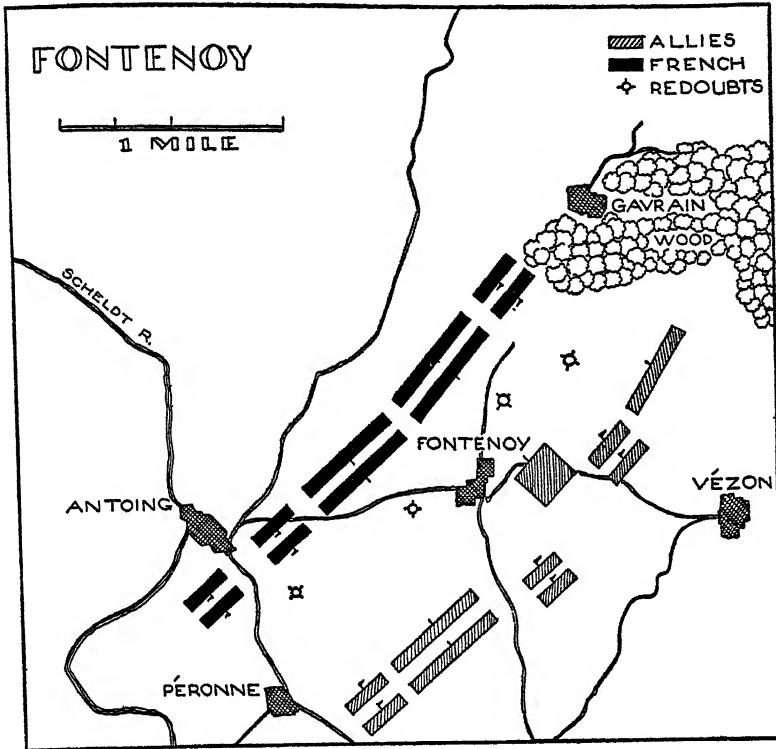 FONTENOY
1 MILE
ALLIES
FRENCH
REDOUBTS
GAVRAIN
WOOD
SCHELDT R.
FONTENOY
ANTOING
VÉZON
PÉRONNE